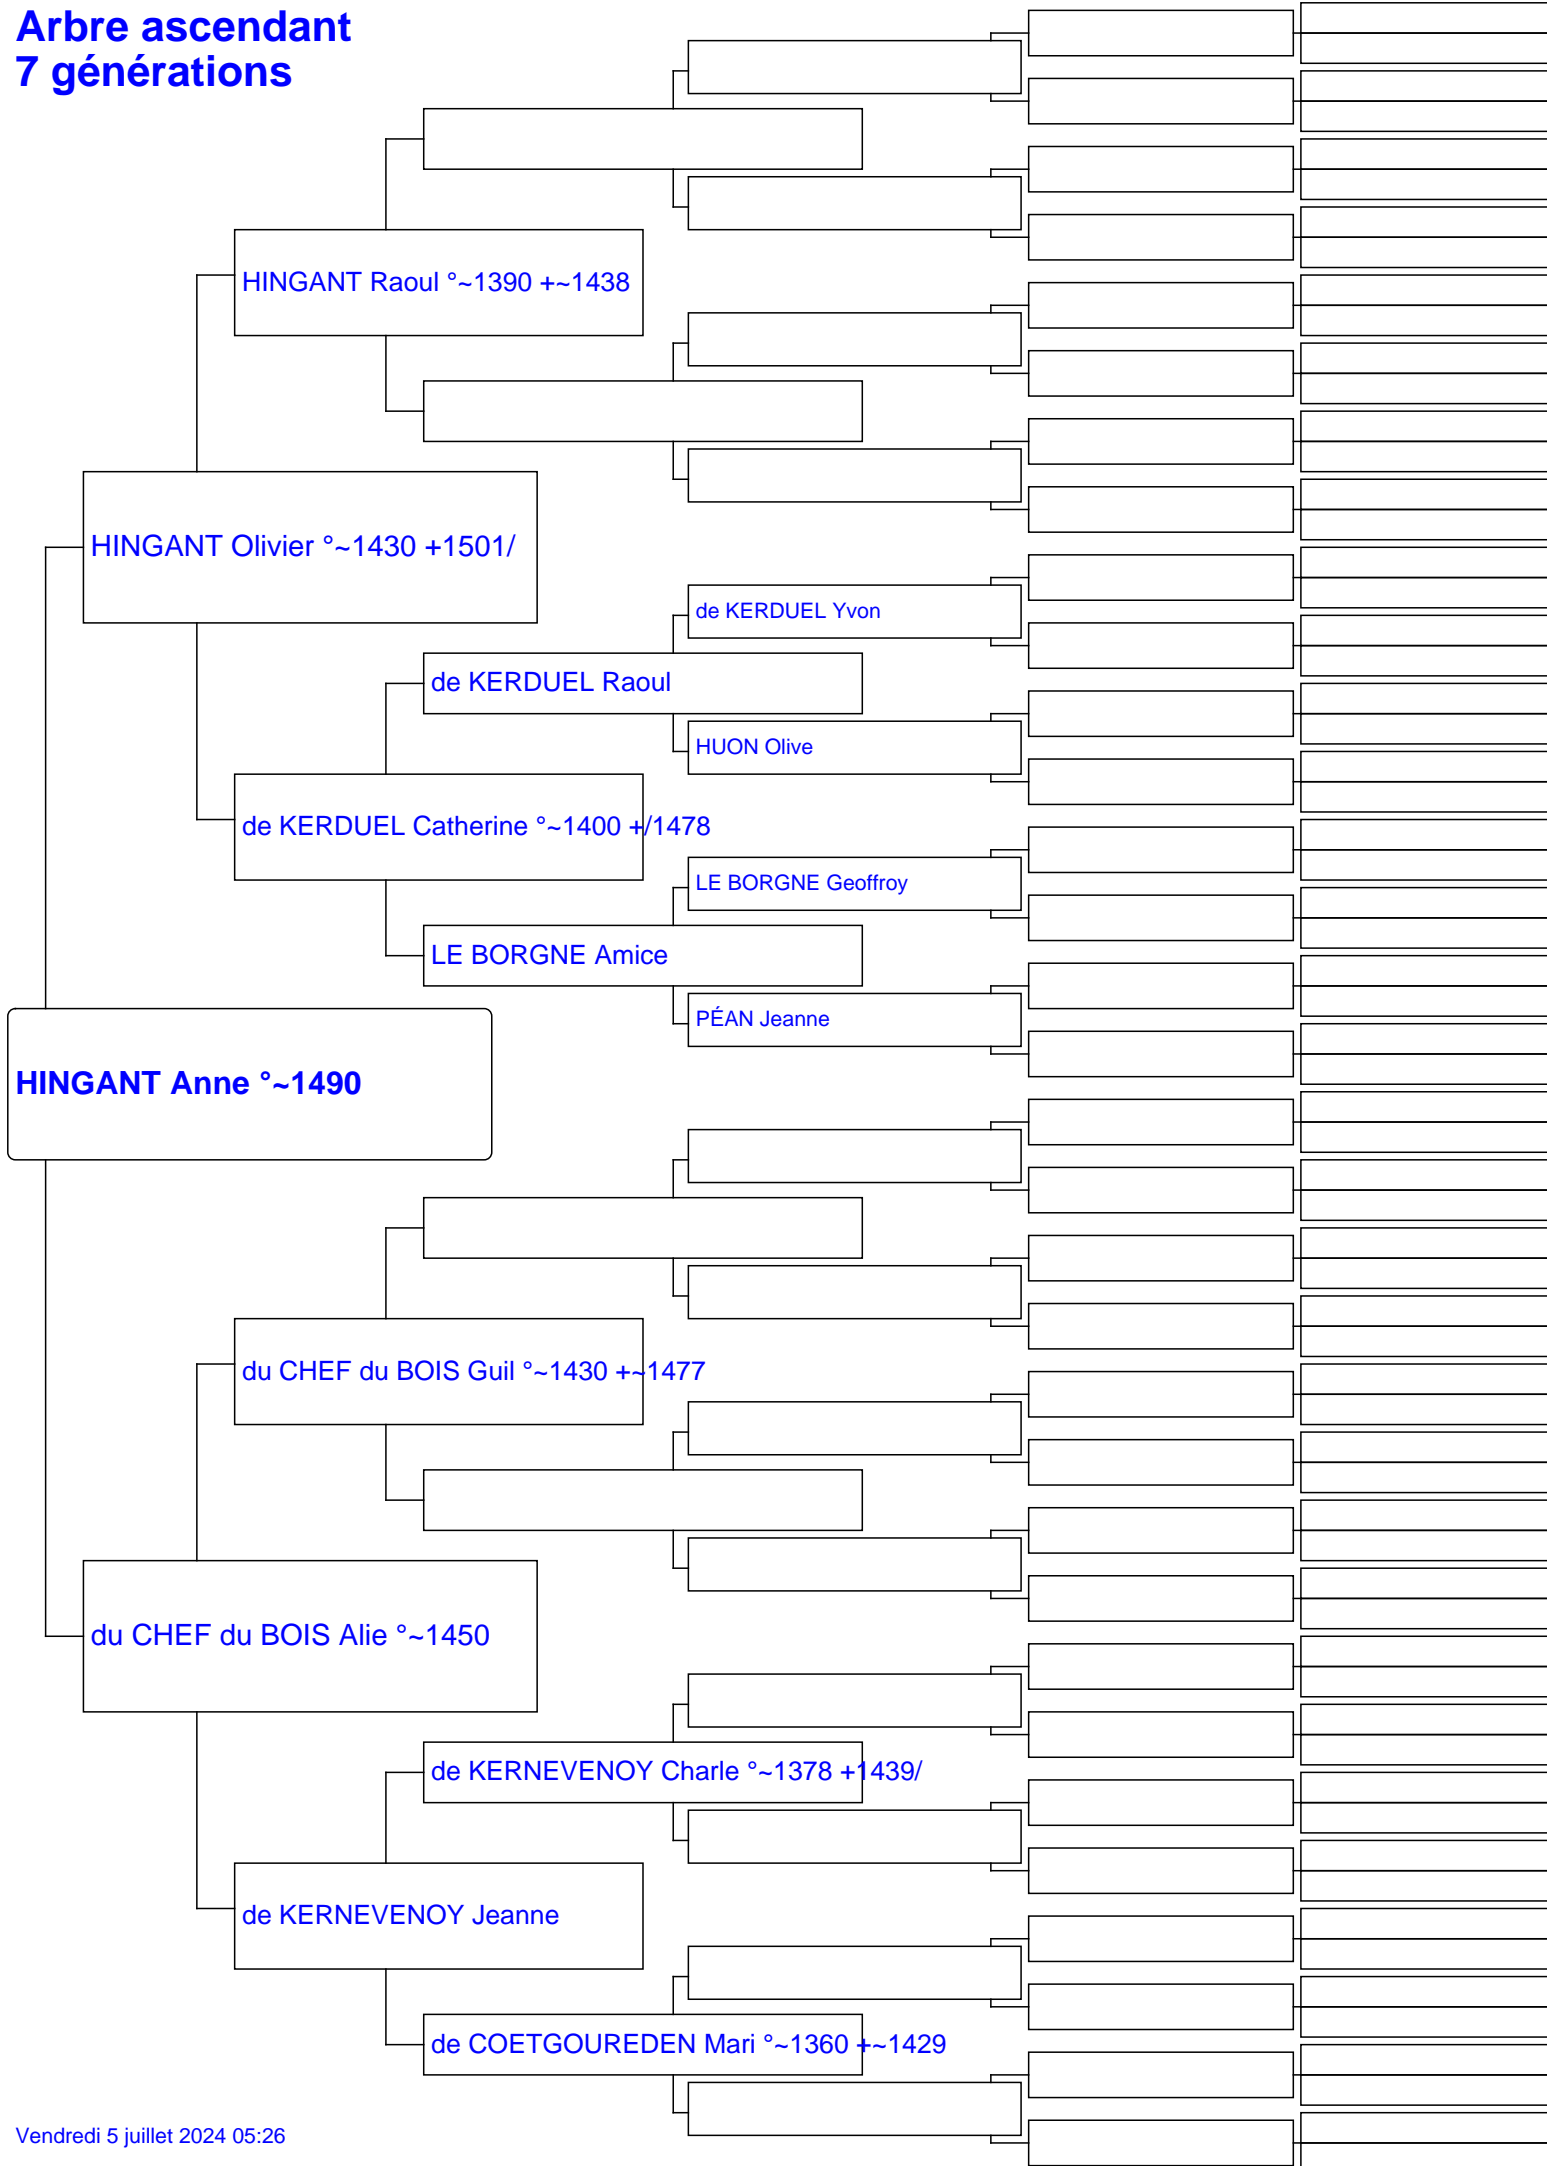 Arbre ascendant
7 générations
HINGANT Raoul °~1390 +~1438
HINGANT Olivier °~1430 +1501/
de KERDUEL Yvon
de KERDUEL Raoul
HUON Olive
de KERDUEL Catherine °~1400 +/1478
LE BORGNE Geoffroy
LE BORGNE Amice
PÉAN Jeanne
HINGANT Anne °~1490
du CHEF du BOIS Guil °~1430 +~1477
du CHEF du BOIS Alie °~1450
de KERNEVENOY Charle °~1378 +1439/
de KERNEVENOY Jeanne
de COETGOUREDEN Mari °~1360 +~1429
Vendredi 5 juillet 2024 05:26